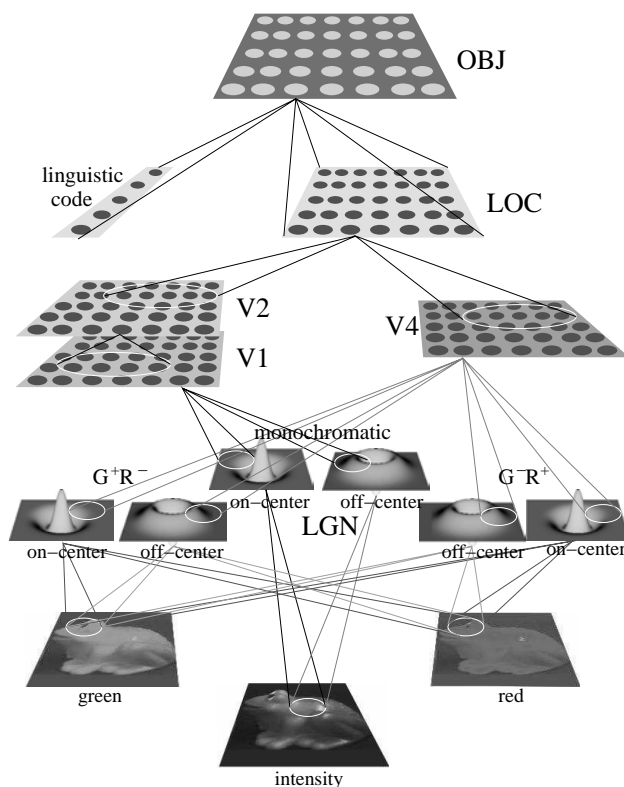 OBJ
linguistic
code
LOC
V2
V4
V1
monochromatic
G⁺R⁻
G⁻R⁺
on−center
off−center
LGN
on−center
off−center
off−center
on−center
green
red
intensity